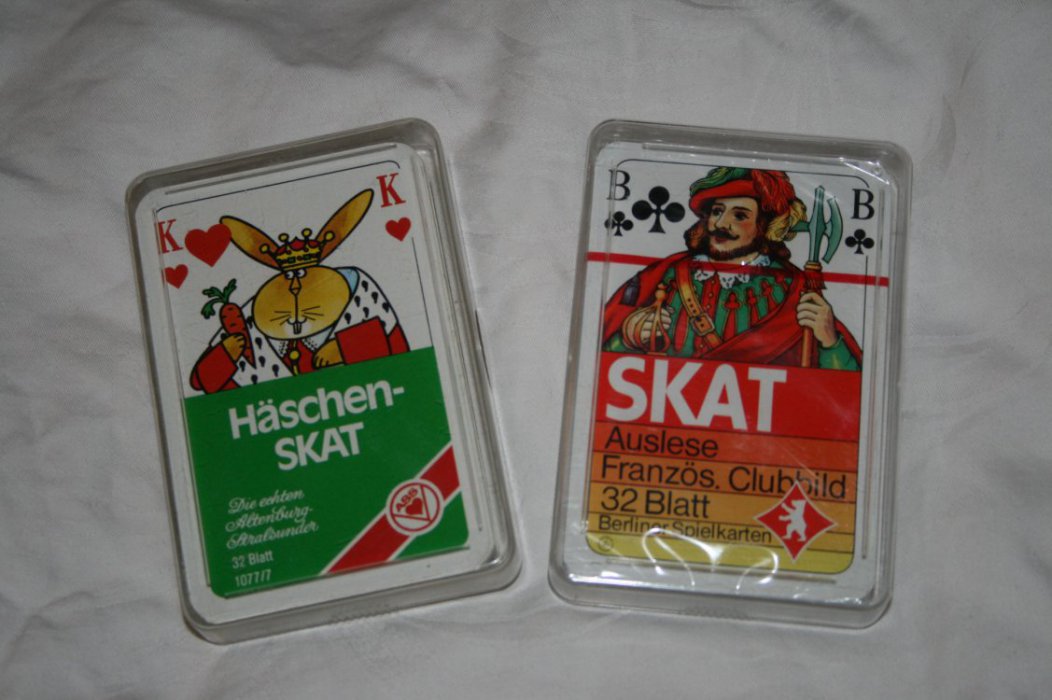 K
K
Häschen-
SKAT
Die echten
Altenburg-
Stralsunder
32 Blatt
1077/7
ASS
B
B
SKAT
Auslese
Französ. Clubbild
32 Blatt
Berliner Spielkarten